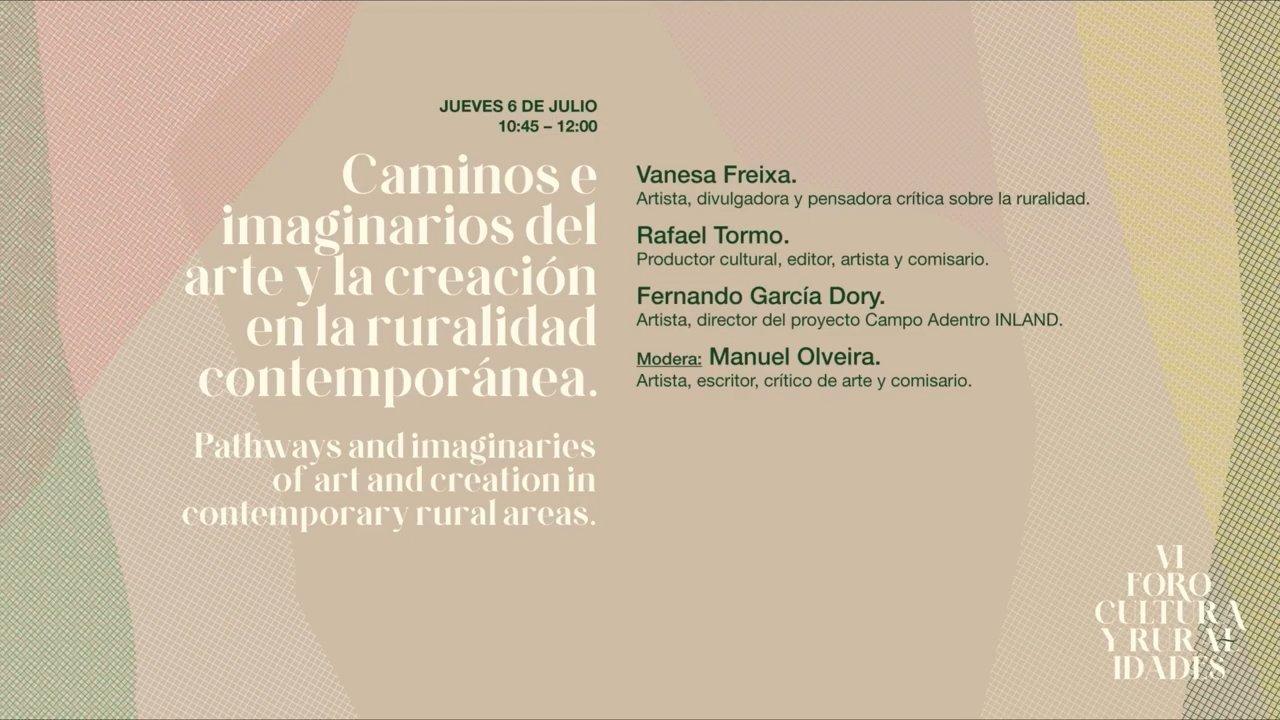 JUEVES 6 DE JULIO
10:45 – 12:00
Caminos e
imaginarios del
arte y la creación
en la ruralidad
contemporánea.
Pathways and imaginaries
of art and creation in
contemporary rural areas.
Vanesa Freixa.
Artista, divulgadora y pensadora crítica sobre la ruralidad.
Rafael Tormo.
Productor cultural, editor, artista y comisario.
Fernando García Dory.
Artista, director del proyecto Campo Adentro INLAND.
Modera: Manuel Olveira.
Artista, escritor, crítico de arte y comisario.
VI
FORO
CULTURA
Y RURAL
IDADES